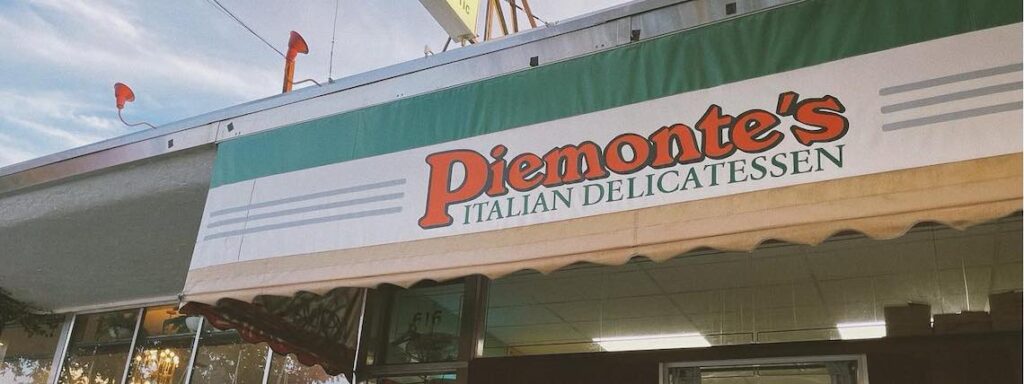 Piemonte's
ITALIAN DELICATESSEN